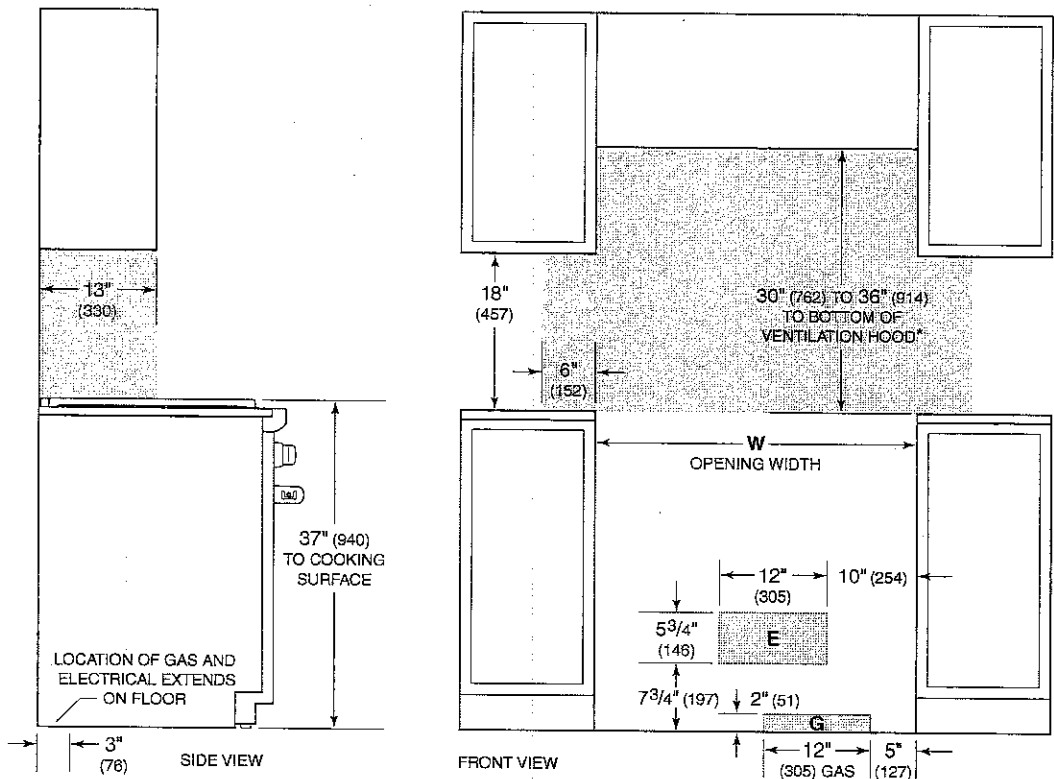 13"
(330)
37" (940)
TO COOKING
SURFACE
LOCATION OF GAS AND
ELECTRICAL EXTENDS
ON FLOOR
3"
(76)
SIDE VIEW
18"
(457)
30" (762) TO 36" (914)
TO BOTTOM OF
VENTILATION HOOD*
6"
(152)
W
OPENING WIDTH
12"
(305)
10" (254)
5 3/4"
(146)
E
7 3/4" (197)
2" (51)
G
12"
(305) GAS
5"
(127)
FRONT VIEW